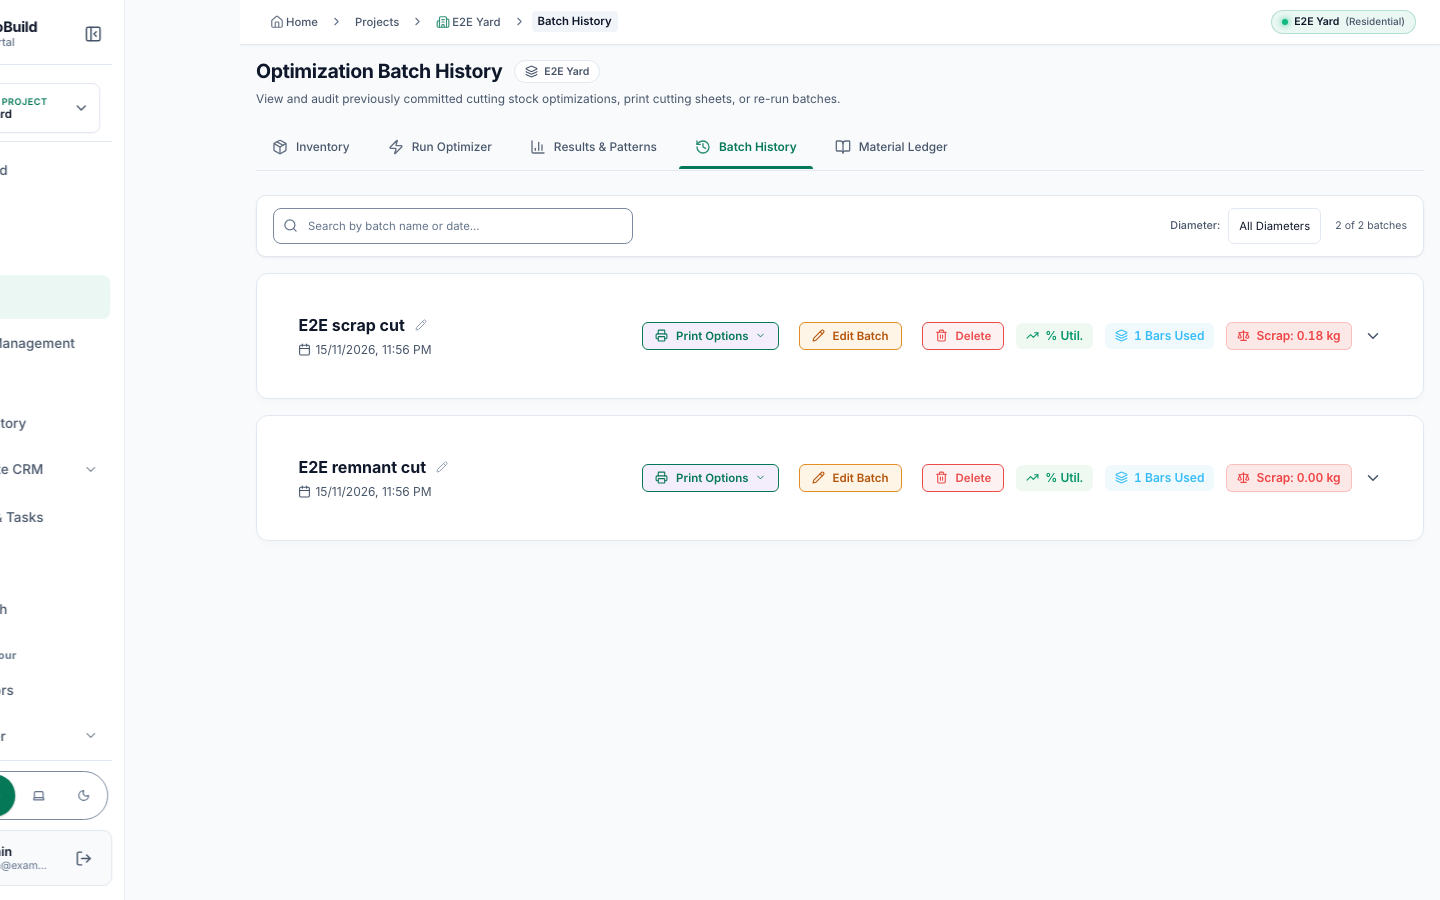 oBuild
rtal
PROJECT
rd
d
Management
tory
te CRM
& Tasks
h
our
rs
r
in
@exam...
Home
Projects
E2E Yard
Batch History
E2E Yard (Residential)
Optimization Batch History
E2E Yard
View and audit previously committed cutting stock optimizations, print cutting sheets, or re-run batches.
Inventory
Run Optimizer
Results & Patterns
Batch History
Material Ledger
Search by batch name or date...
Diameter:
All Diameters
2 of 2 batches
E2E scrap cut
15/11/2026, 11:56 PM
Print Options
Edit Batch
Delete
% Util.
1 Bars Used
Scrap: 0.18 kg
E2E remnant cut
15/11/2026, 11:56 PM
Print Options
Edit Batch
Delete
% Util.
1 Bars Used
Scrap: 0.00 kg